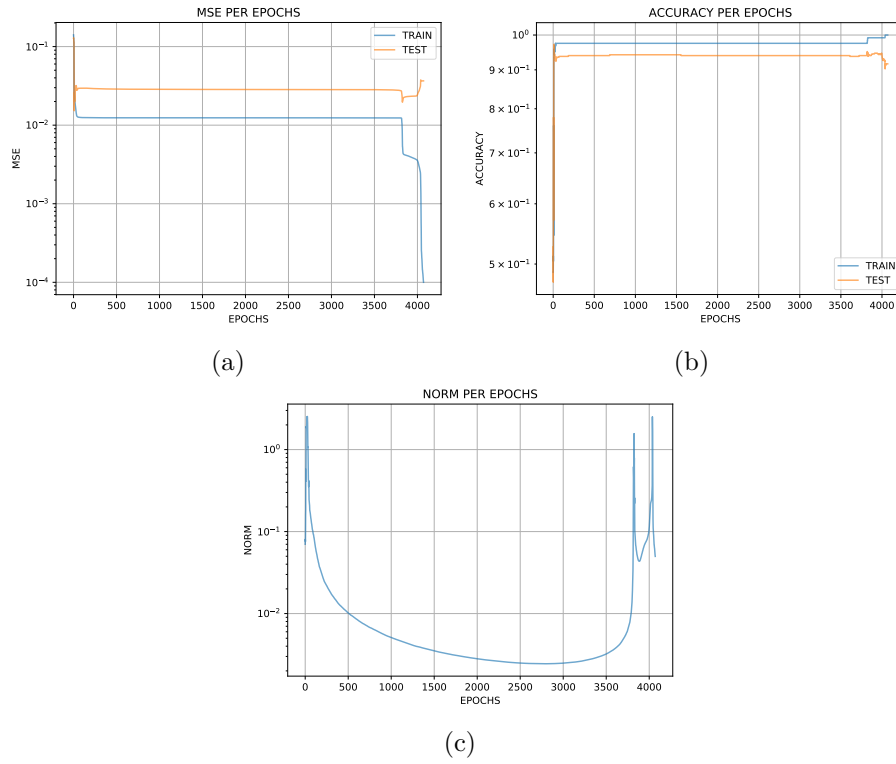 MSE PER EPOCHS
10⁻¹
10⁻²
10⁻³
10⁻⁴
MSE
TRAIN
TEST
0 500 1000 1500 2000 2500 3000 3500 4000
EPOCHS
(a)
ACCURACY PER EPOCHS
10⁰
9 × 10⁻¹
8 × 10⁻¹
7 × 10⁻¹
6 × 10⁻¹
5 × 10⁻¹
ACCURACY
TRAIN
TEST
0 500 1000 1500 2000 2500 3000 3500 4000
EPOCHS
(b)
NORM PER EPOCHS
10⁰
10⁻¹
10⁻²
NORM
0 500 1000 1500 2000 2500 3000 3500 4000
EPOCHS
(c)